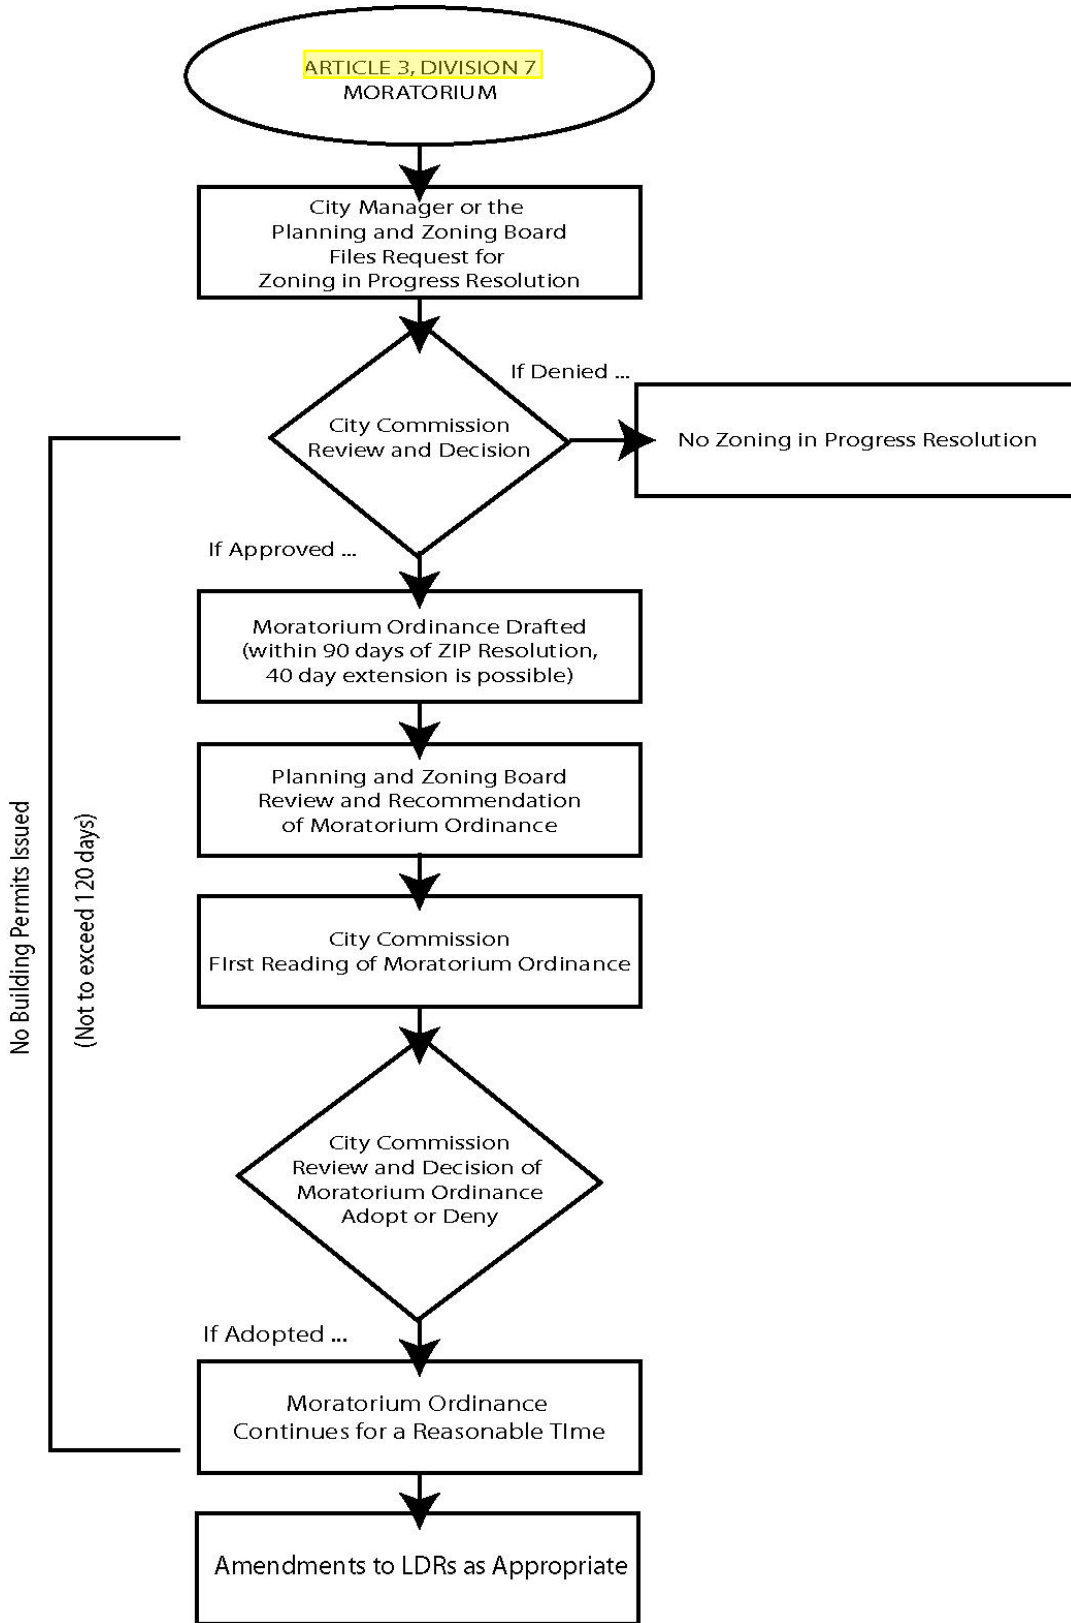 ARTICLE 3, DIVISION 7
MORATORIUM
City Manager or the
Planning and Zoning Board
Files Request for
Zoning in Progress Resolution
If Denied ...
City Commission
Review and Decision
No Zoning in Progress Resolution
If Approved ...
Moratorium Ordinance Drafted
(within 90 days of ZIP Resolution,
40 day extension is possible)
Planning and Zoning Board
Review and Recommendation
of Moratorium Ordinance
No Building Permits Issued
(Not to exceed 120 days)
City Commission
FIrst Reading of Moratorium Ordinance
City Commission
Review and Decision of
Moratorium Ordinance
Adopt or Deny
If Adopted ...
Moratorium Ordinance
Continues for a Reasonable TIme
Amendments to LDRs as Appropriate